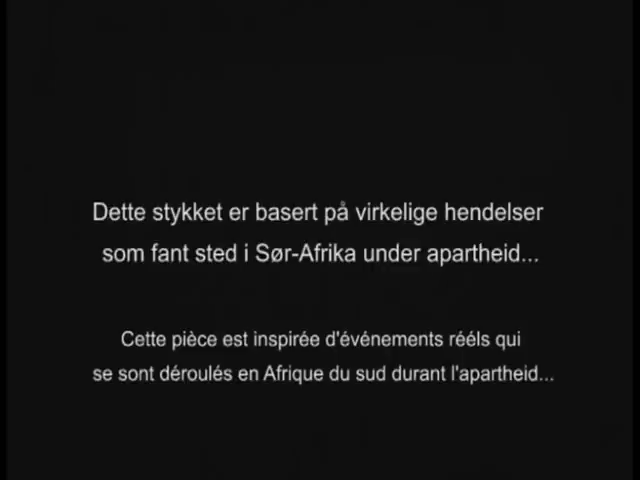 Dette stykket er basert på virkelige hendelser
som fant sted i Sør-Afrika under apartheid...
Cette pièce est inspirée d'événements rééls qui
se sont déroulés en Afrique du sud durant l'apartheid...